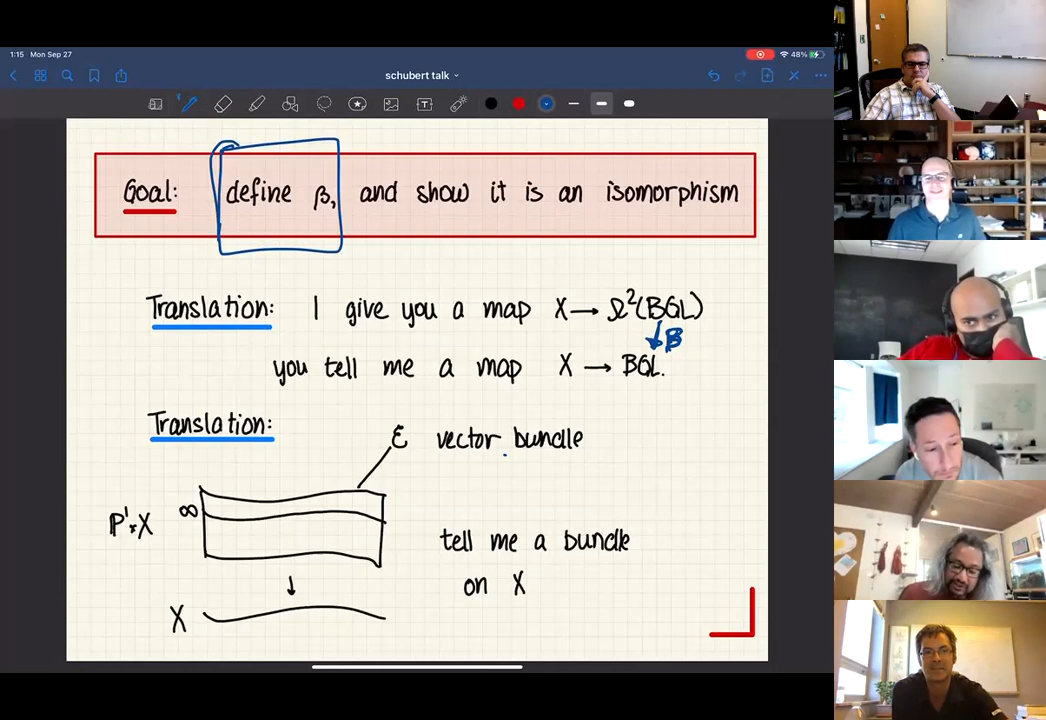 1:15 Mon Sep 27
48%
schubert talk
Goal: define β, and show it is an isomorphism
Translation: I give you a map X → Ω²(BGL)
β
you tell me a map X → BGL.
Translation:
ℰ vector bundle
∞
P¹×X
tell me a bundle
on X
X